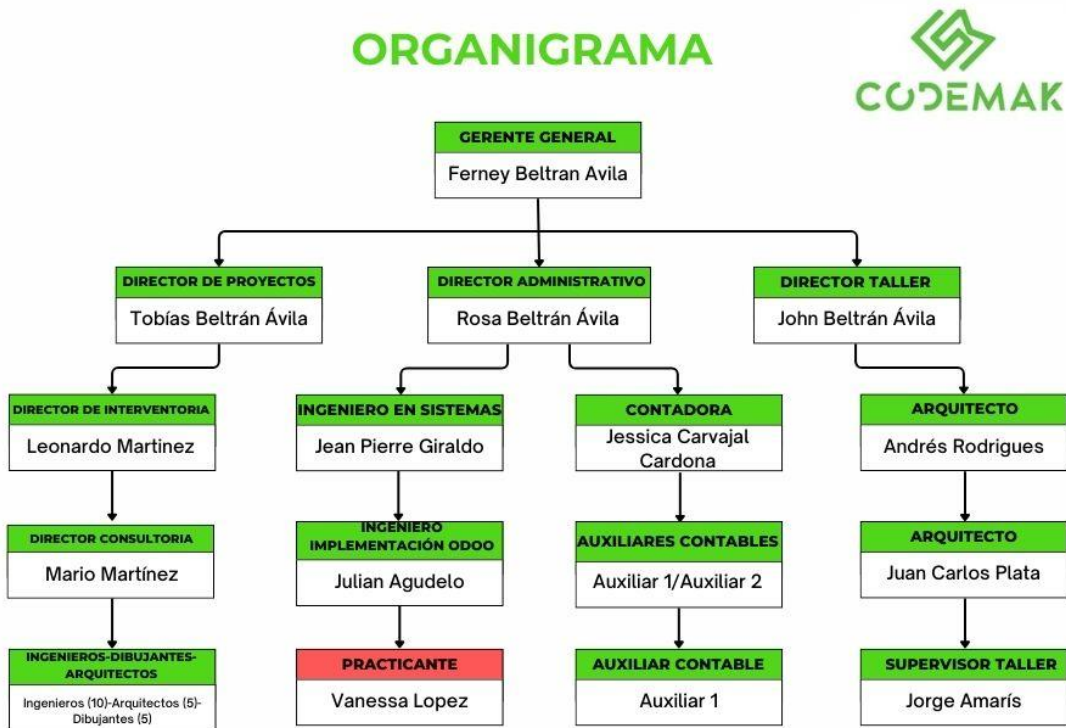 ORGANIGRAMA
CODEMAK
GERENTE GENERAL
Ferney Beltran Avila
DIRECTOR DE PROYECTOS
Tobías Beltrán Ávila
DIRECTOR ADMINISTRATIVO
Rosa Beltrán Ávila
DIRECTOR TALLER
John Beltrán Ávila
DIRECTOR DE INTERVENTORIA
Leonardo Martinez
INGENIERO EN SISTEMAS
Jean Pierre Giraldo
CONTADORA
Jessica Carvajal
Cardona
ARQUITECTO
Andrés Rodrigues
DIRECTOR CONSULTORIA
Mario Martínez
INGENIERO
IMPLEMENTACIÓN ODOO
Julian Agudelo
AUXILIARES CONTABLES
Auxiliar 1/Auxiliar 2
ARQUITECTO
Juan Carlos Plata
INGENIEROS-DIBUJANTES-
ARQUITECTOS
Ingenieros (10)-Arquitectos (5)-
Dibujantes (5)
PRACTICANTE
Vanessa Lopez
AUXILIAR CONTABLE
Auxiliar 1
SUPERVISOR TALLER
Jorge Amarís